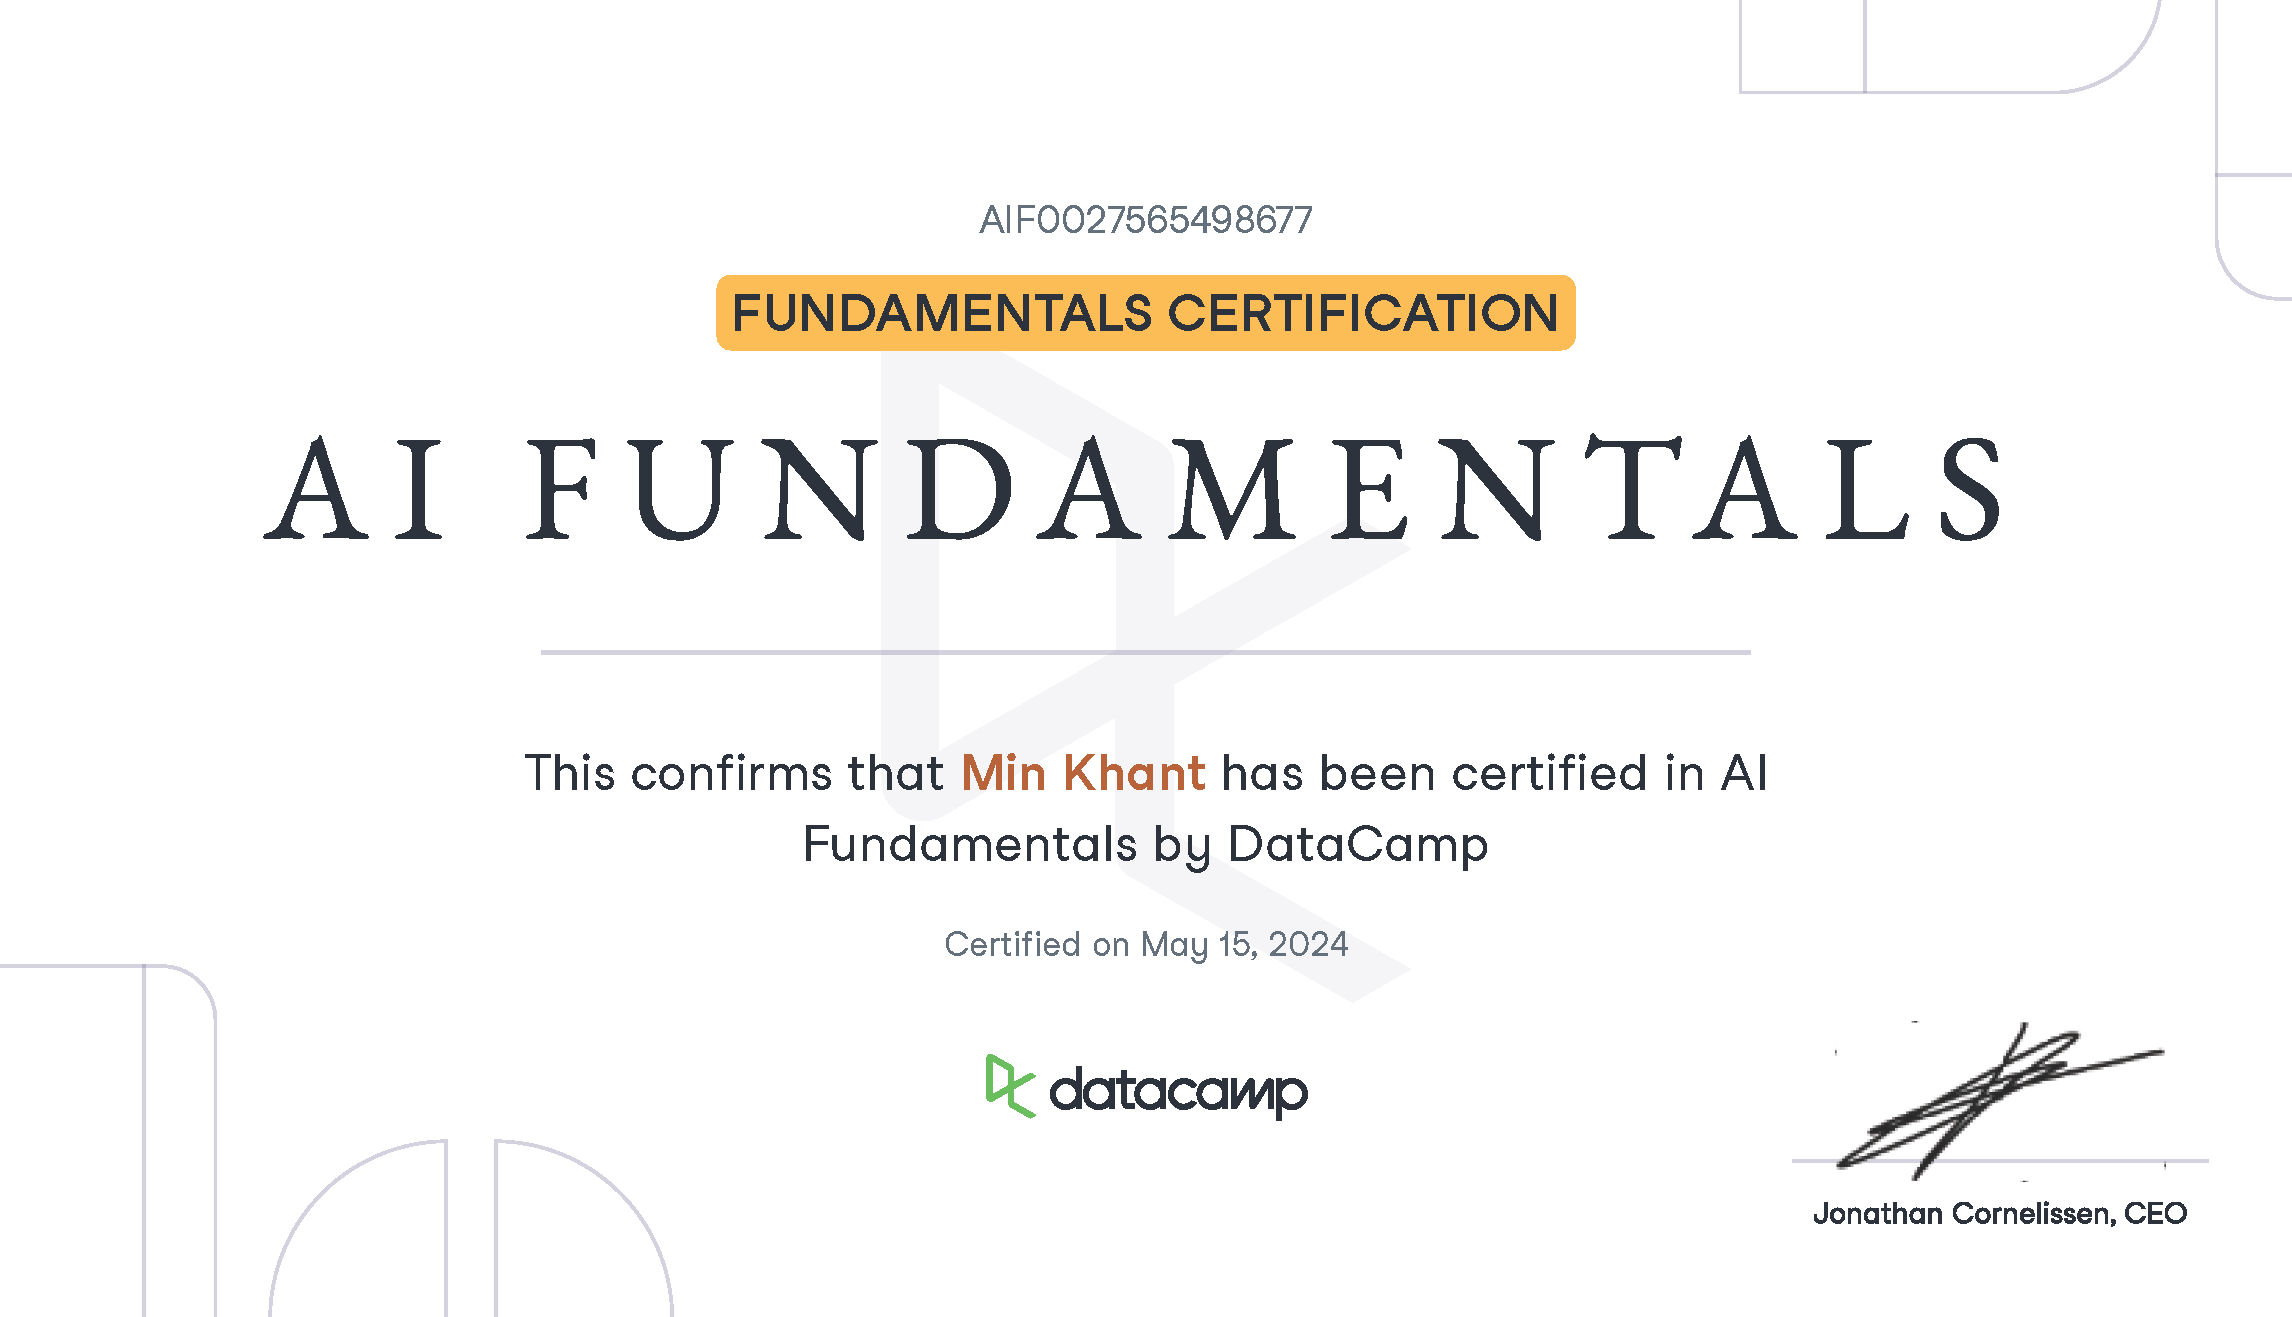 AIF0027565498677
FUNDAMENTALS CERTIFICATION
AI FUNDAMENTALS
This confirms that Min Khant has been certified in AI
Fundamentals by DataCamp
Certified on May 15, 2024
datacamp
Jonathan Cornelissen, CEO